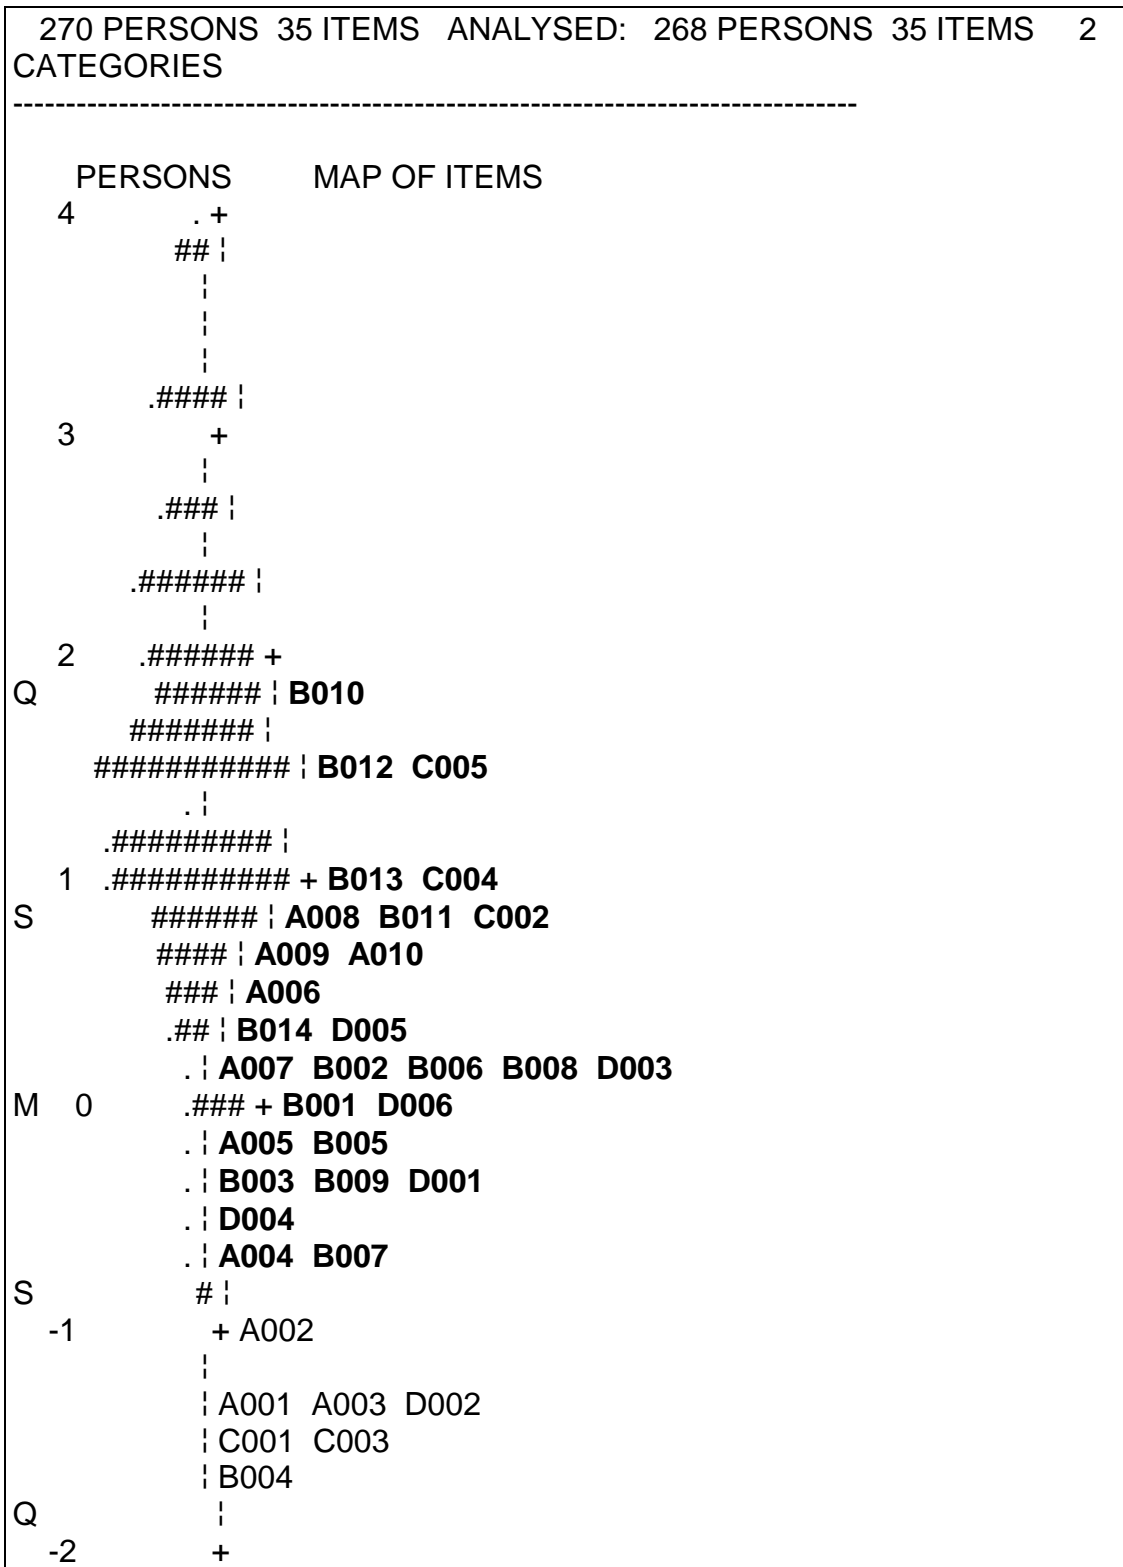 270 PERSONS 35 ITEMS ANALYSED: 268 PERSONS 35 ITEMS 2
CATEGORIES
--------------------------------------------------------------------------------
PERSONS MAP OF ITEMS
4 . +
## ¦
¦
¦
¦
.#### ¦
3 +
¦
.### ¦
¦
.###### ¦
¦
2 .###### +
Q ###### ¦ B010
####### ¦
########### ¦ B012 C005
. ¦
.######### ¦
1 .########## + B013 C004
S ###### ¦ A008 B011 C002
#### ¦ A009 A010
### ¦ A006
.## ¦ B014 D005
. ¦ A007 B002 B006 B008 D003
M 0 .### + B001 D006
. ¦ A005 B005
. ¦ B003 B009 D001
. ¦ D004
. ¦ A004 B007
S # ¦
-1 + A002
¦
¦ A001 A003 D002
¦ C001 C003
¦ B004
Q ¦
-2 +